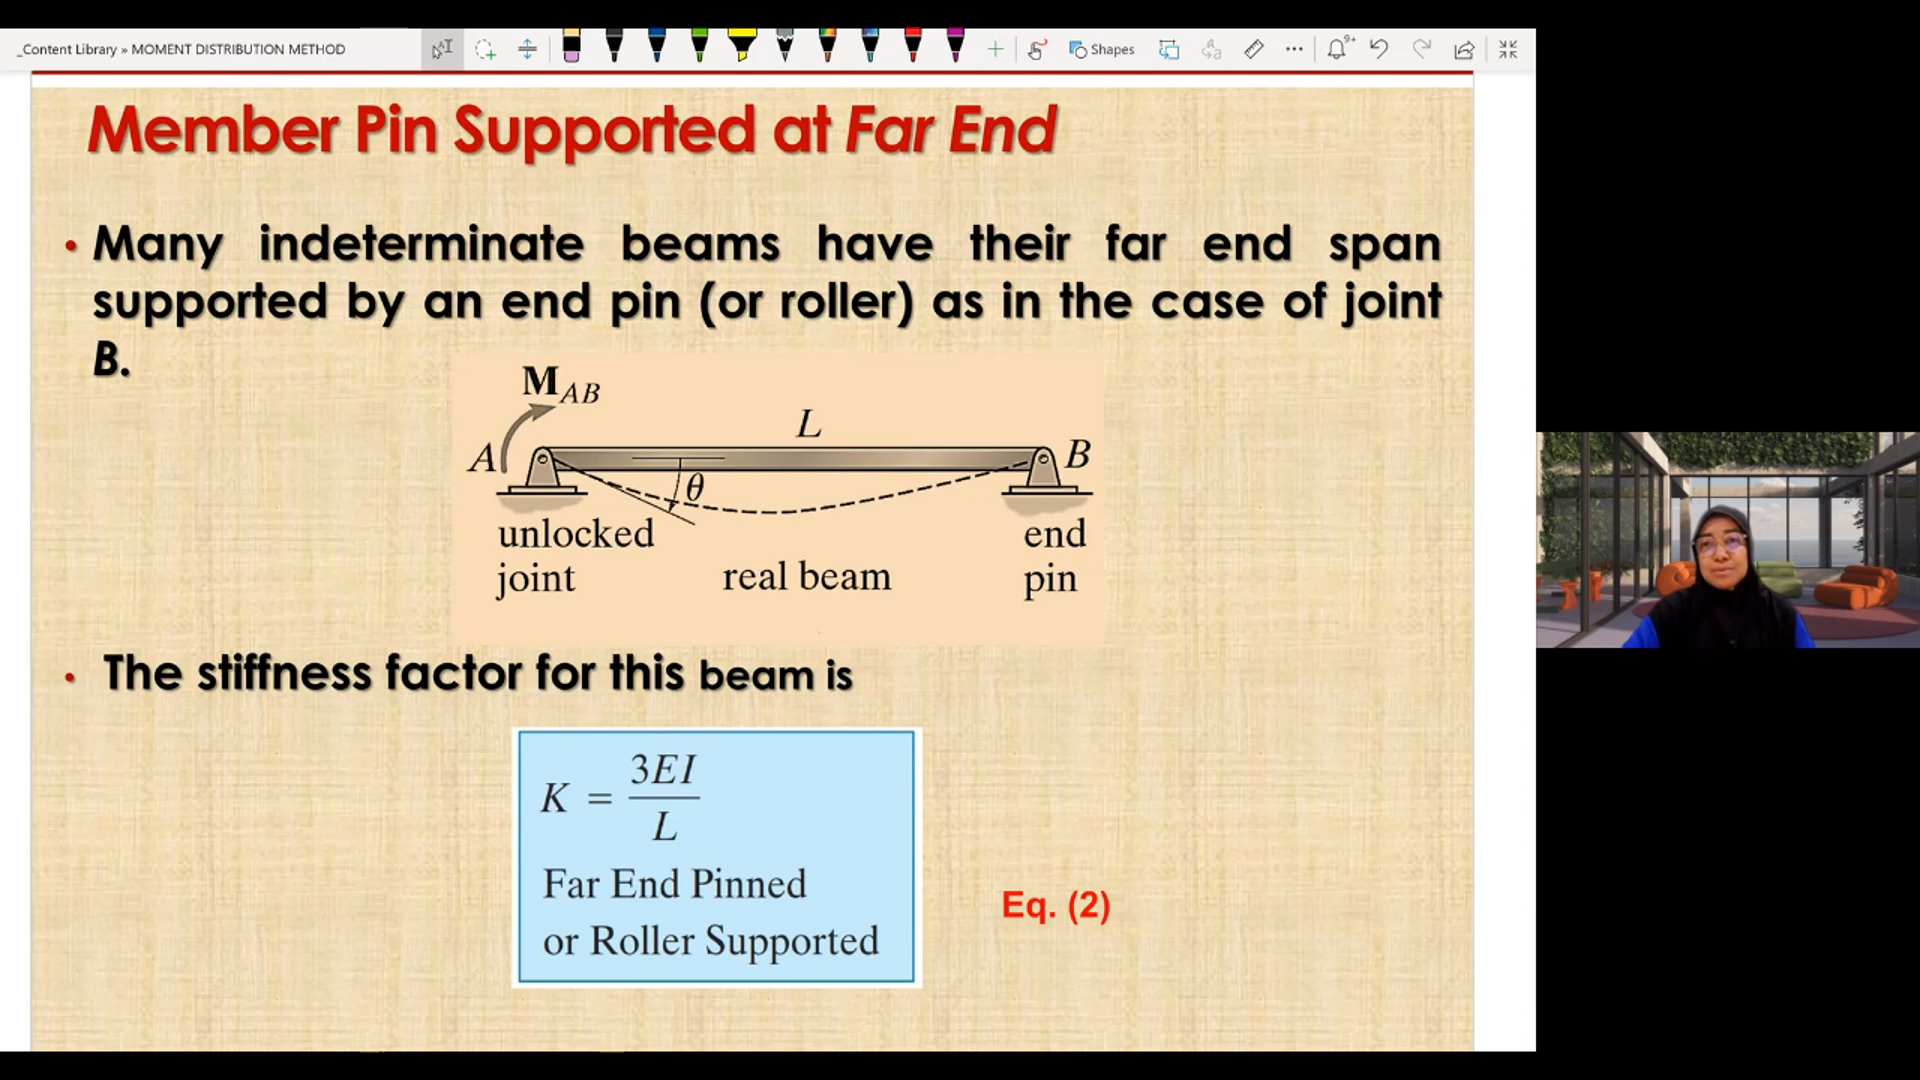 _Content Library » MOMENT DISTRIBUTION METHOD
Shapes
9+
Member Pin Supported at Far End
• Many indeterminate beams have their far end span
supported by an end pin (or roller) as in the case of joint
B.
M_AB
L
A
B
θ
unlocked
joint
real beam
end
pin
• The stiffness factor for this beam is
K = 3EI / L
Far End Pinned
or Roller Supported
Eq. (2)